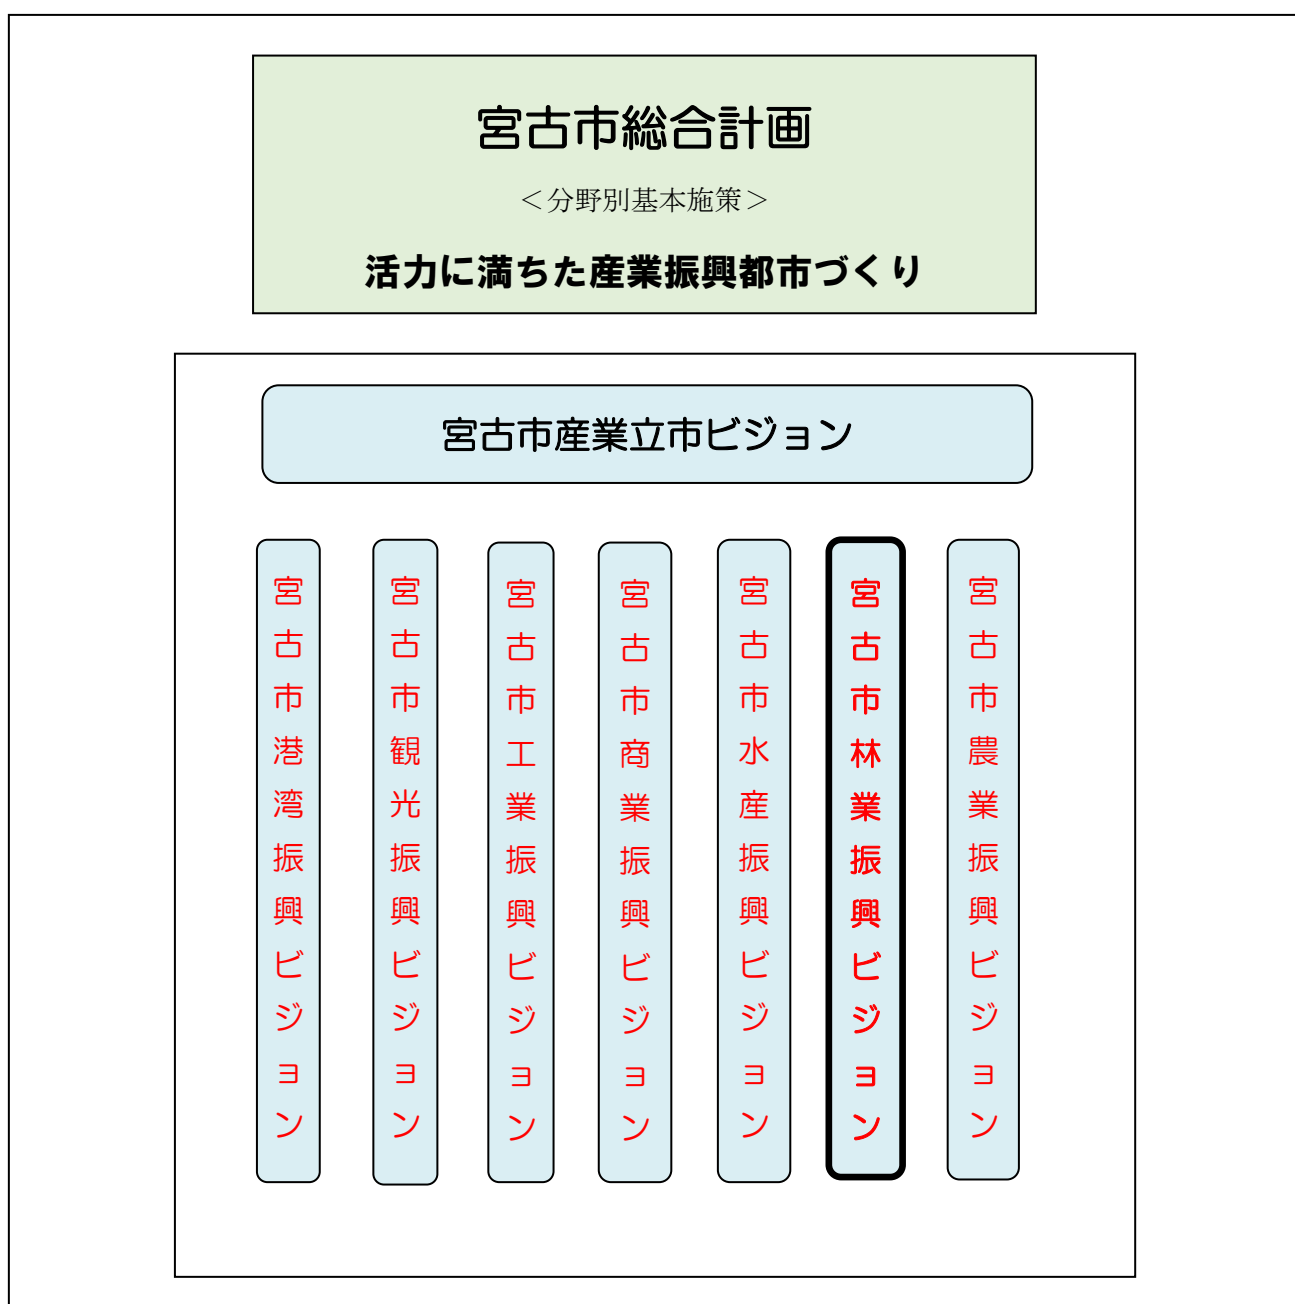 宮古市総合計画
＜分野別基本施策＞
活力に満ちた産業振興都市づくり
宮古市産業立市ビジョン
宮古市農業振興ビジョン
宮古市林業振興ビジョン
宮古市水産振興ビジョン
宮古市商業振興ビジョン
宮古市工業振興ビジョン
宮古市観光振興ビジョン
宮古市港湾振興ビジョン